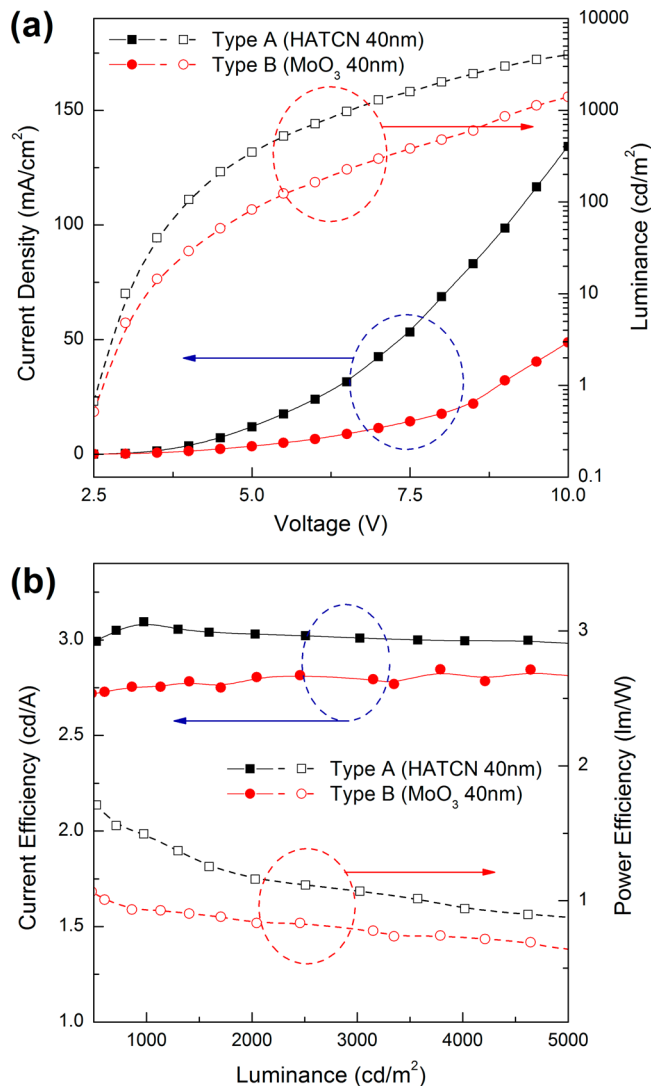 (a)
Type A (HATCN 40nm)
Type B (MoO₃ 40nm)
Current Density (mA/cm²)
150
100
50
0
2.5
5.0
7.5
10.0
Voltage (V)
10000
1000
100
10
1
0.1
Luminance (cd/m²)
(b)
Type A (HATCN 40nm)
Type B (MoO₃ 40nm)
Current Efficiency (cd/A)
3.0
2.5
2.0
1.5
1.0
1000
2000
3000
4000
5000
Luminance (cd/m²)
3
2
1
Power Efficiency (lm/W)